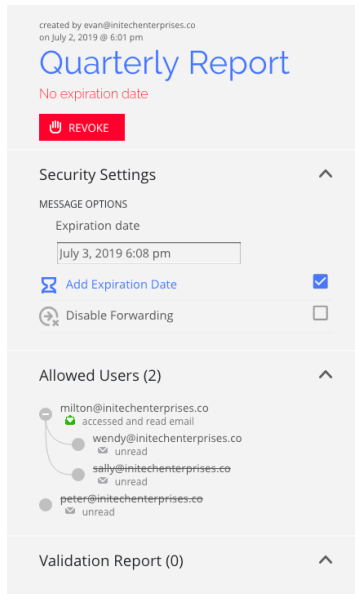 created by evan@initechenterprises.co
on July 2, 2019 @ 6:01 pm
Quarterly Report
No expiration date
REVOKE
Security Settings
MESSAGE OPTIONS
Expiration date
July 3, 2019 6:08 pm
Add Expiration Date
Disable Forwarding
Allowed Users (2)
milton@initechenterprises.co
accessed and read email
wendy@initechenterprises.co
unread
sally@initechenterprises.co
unread
peter@initechenterprises.co
unread
Validation Report (0)